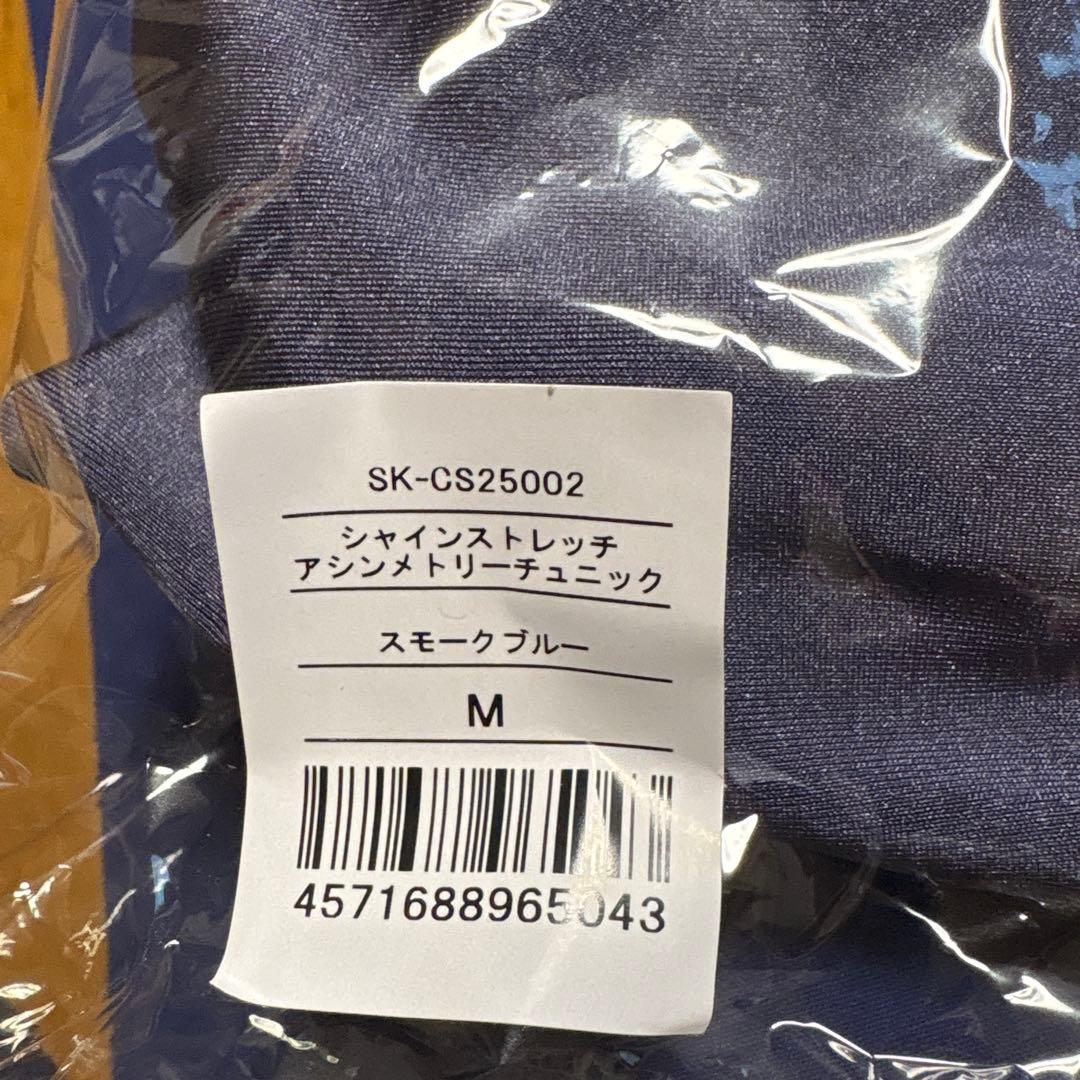 SK-CS25002
シャインストレッチ
アシンメトリーチュニック
スモークブルー
M
4571688965043